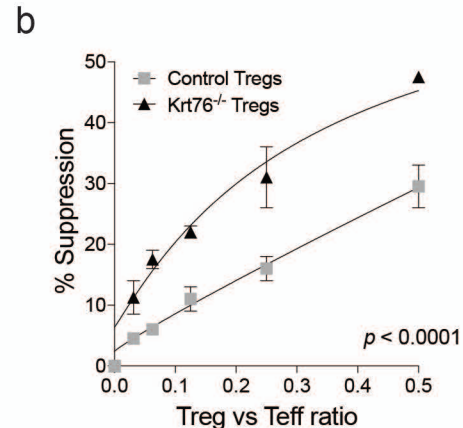 b
50
40
30
20
10
0
% Suppression
Control Tregs
Krt76-/- Tregs
p < 0.0001
0.0 0.1 0.2 0.3 0.4 0.5
Treg vs Teff ratio